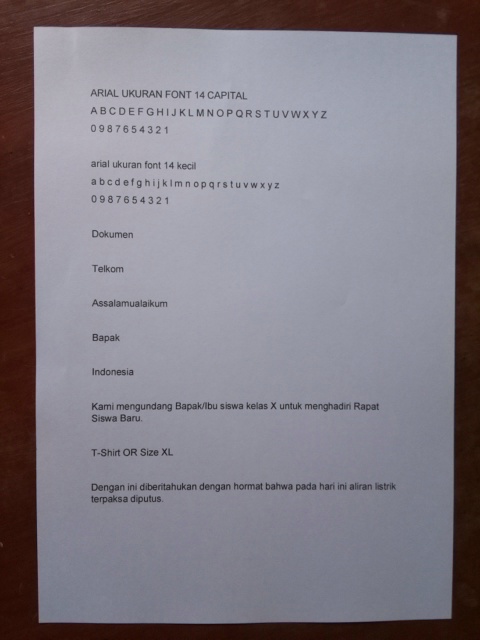 ARIAL UKURAN FONT 14 CAPITAL
A B C D E F G H I J K L M N O P Q R S T U V W X Y Z
0 9 8 7 6 5 4 3 2 1
arial ukuran font 14 kecil
a b c d e f g h i j k l m n o p q r s t u v w x y z
0 9 8 7 6 5 4 3 2 1
Dokumen
Telkom
Assalamualaikum
Bapak
Indonesia
Kami mengundang Bapak/Ibu siswa kelas X untuk menghadiri Rapat
Siswa Baru.
T-Shirt OR Size XL
Dengan ini diberitahukan dengan hormat bahwa pada hari ini aliran listrik
terpaksa diputus.